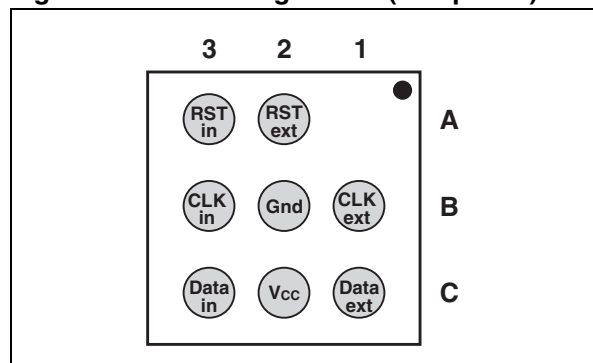 3 2 1
RST in RST ext A
CLK in Gnd CLK ext B
Data in Vcc Data ext C